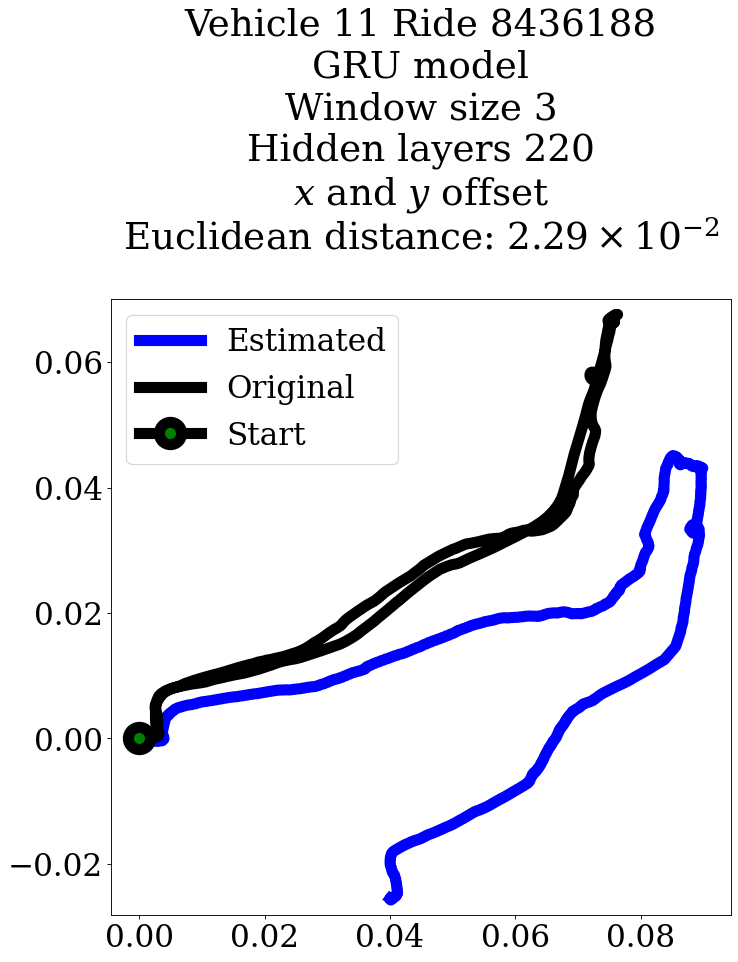 Vehicle 11 Ride 8436188
GRU model
Window size 3
Hidden layers 220
x and y offset
Euclidean distance: 2.29 × 10⁻²
Estimated
Original
Start
0.06
0.04
0.02
0.00
−0.02
0.00 0.02 0.04 0.06 0.08